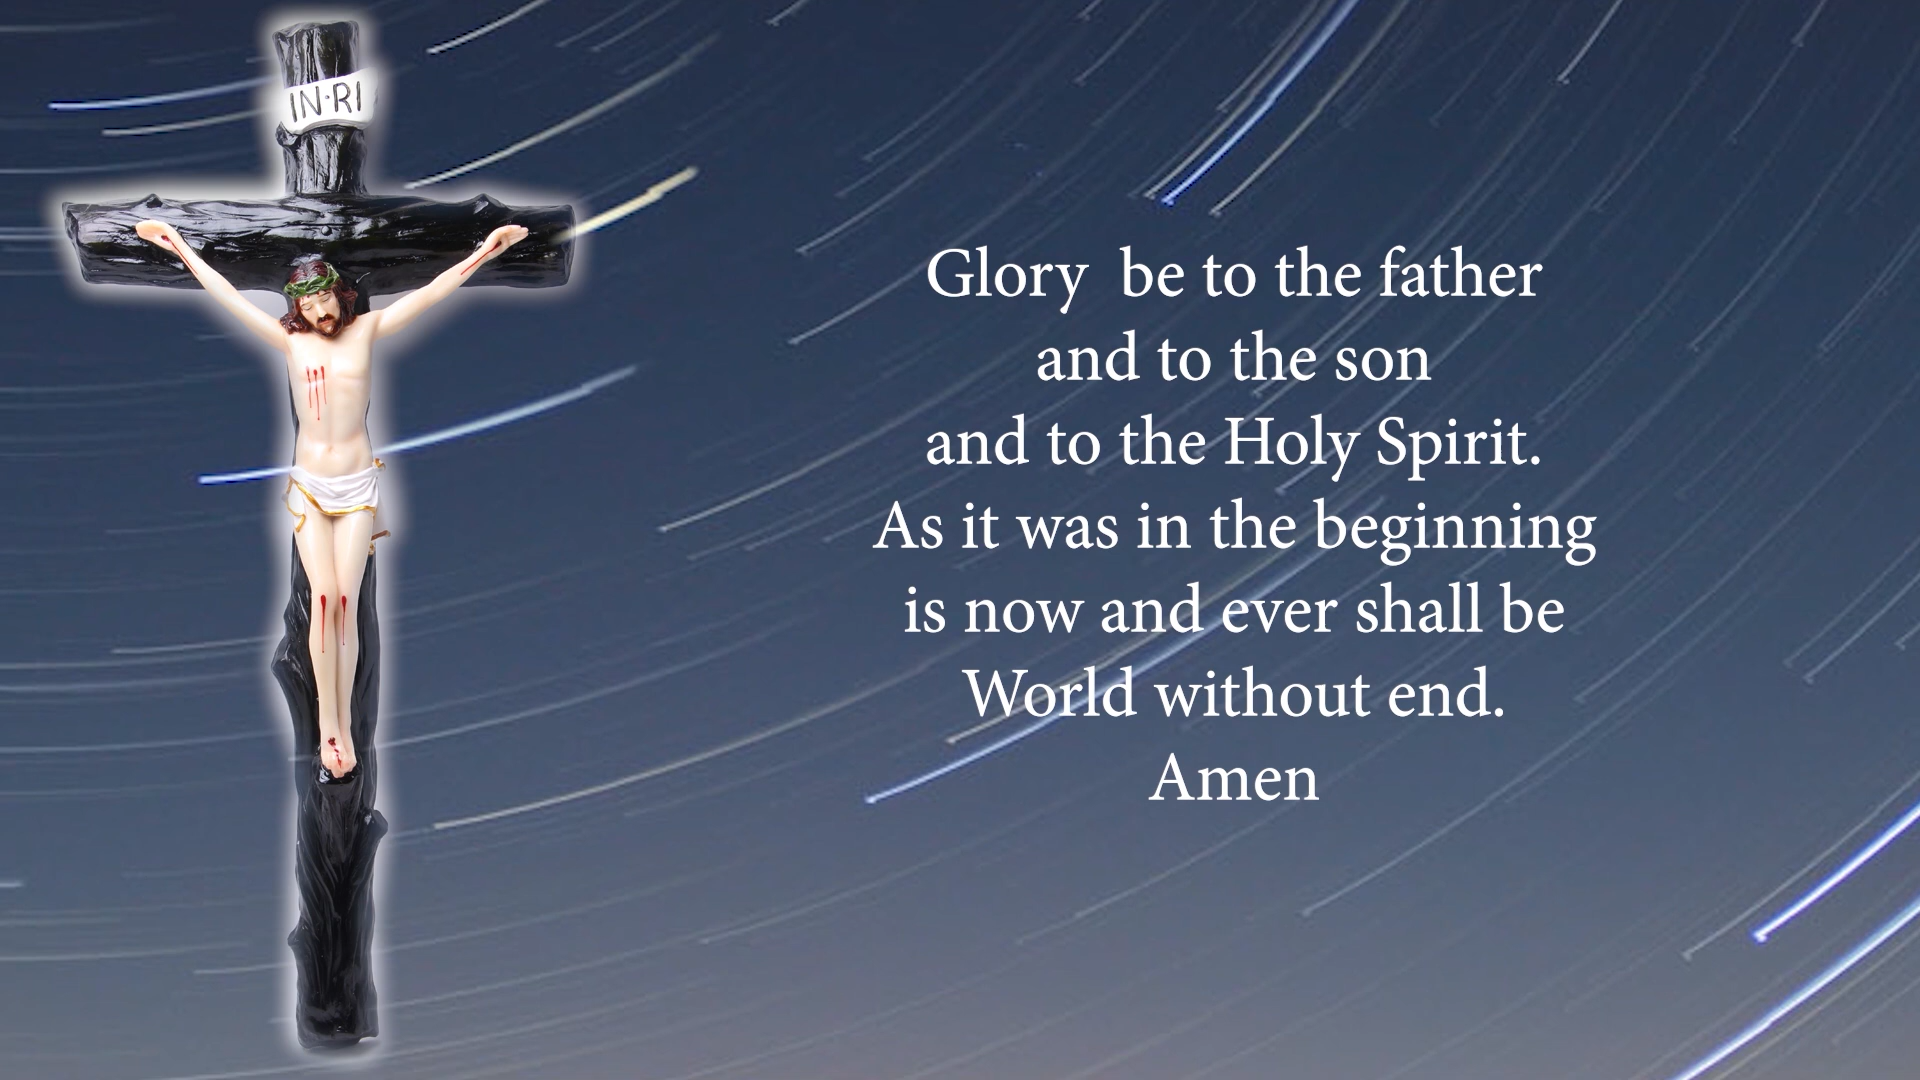 IN·RI
Glory  be to the father
and to the son
and to the Holy Spirit.
As it was in the beginning
is now and ever shall be
World without end.
Amen